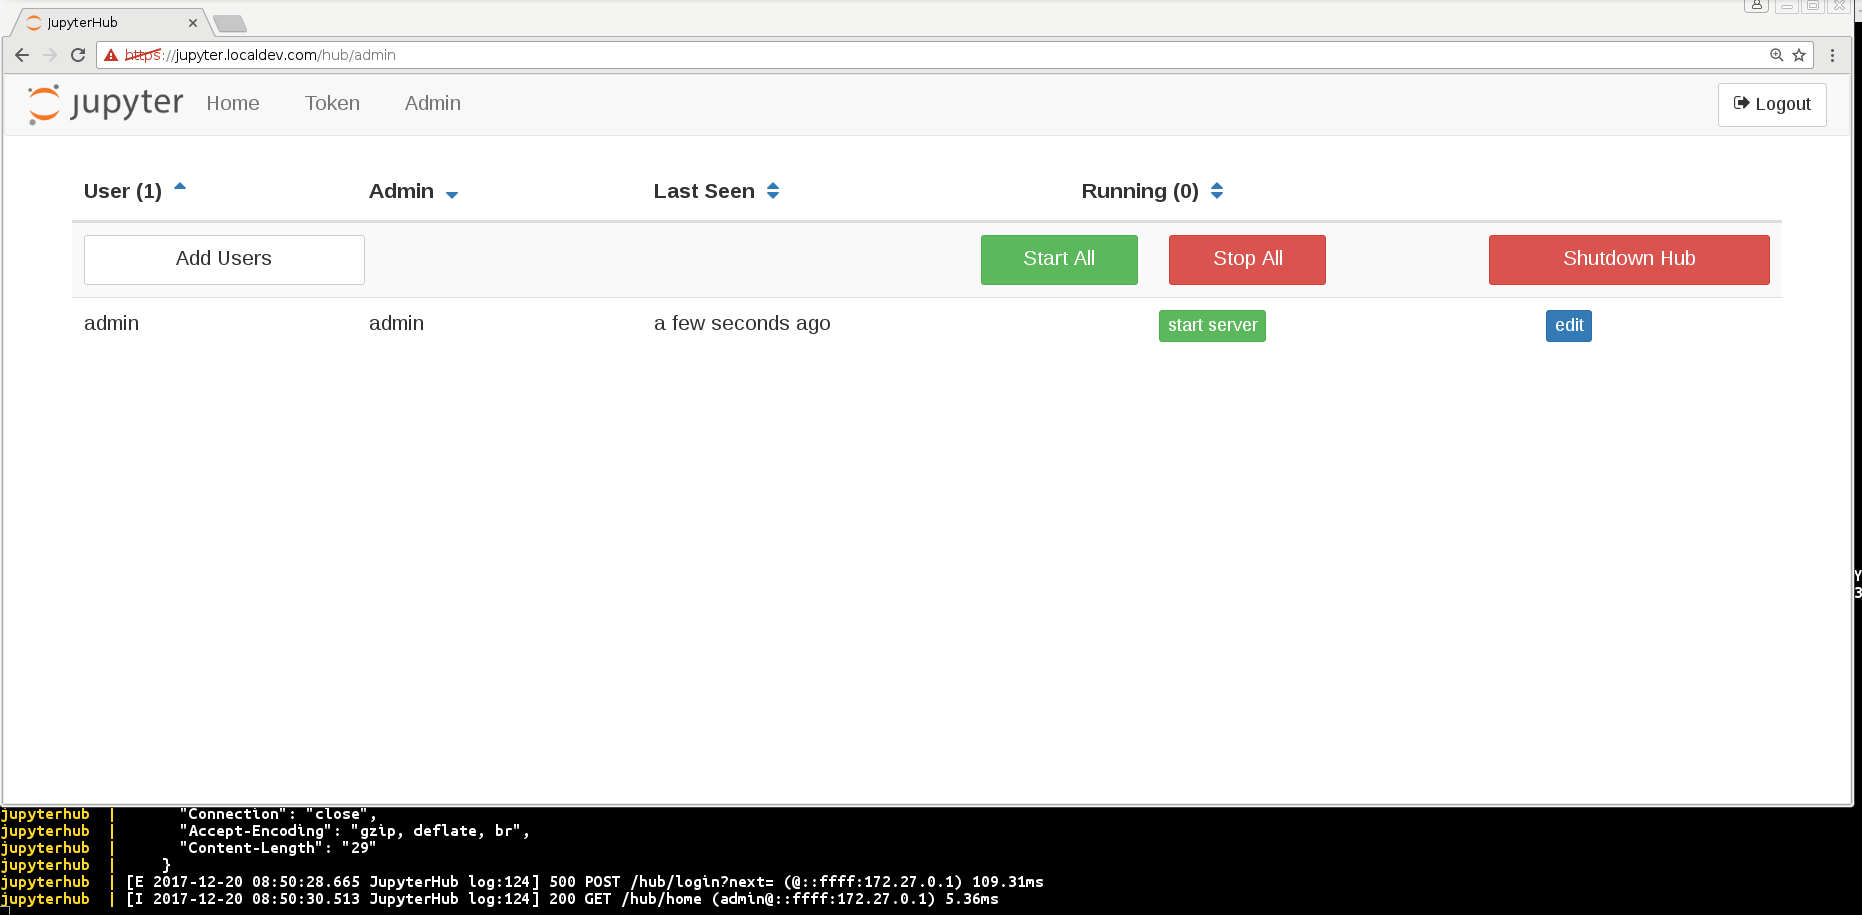 JupyterHub
https://jupyter.localdev.com/hub/admin
jupyter Home Token Admin Logout
User (1) Admin Last Seen Running (0)
Add Users Start All Stop All Shutdown Hub
admin admin a few seconds ago start server edit
Y
3
jupyterhub | "Connection": "close",
jupyterhub | "Accept-Encoding": "gzip, deflate, br",
jupyterhub | "Content-Length": "29"
jupyterhub | }
jupyterhub | [E 2017-12-20 08:50:28.665 JupyterHub log:124] 500 POST /hub/login?next= (@::ffff:172.27.0.1) 109.31ms
jupyterhub | [I 2017-12-20 08:50:30.513 JupyterHub log:124] 200 GET /hub/home (admin@::ffff:172.27.0.1) 5.36ms